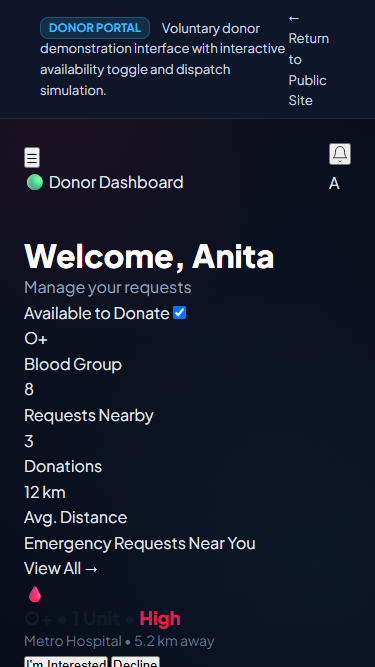 DONOR PORTAL Voluntary donor
demonstration interface with interactive
availability toggle and dispatch
simulation.
← Return
to
Public
Site
☰
Donor Dashboard
A
Welcome, Anita
Manage your requests
Available to Donate
O+
Blood Group
8
Requests Nearby
3
Donations
12 km
Avg. Distance
Emergency Requests Near You
View All →
O+ • 1 Unit • High
Metro Hospital • 5.2 km away
I'm Interested Decline